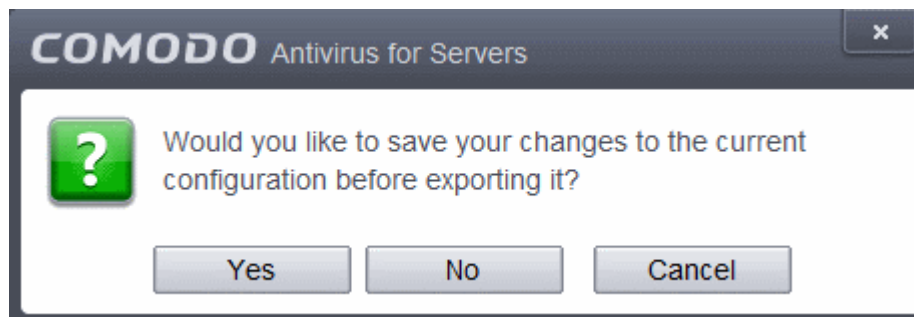 COMODO Antivirus for Servers
Would you like to save your changes to the current
configuration before exporting it?
Yes No Cancel